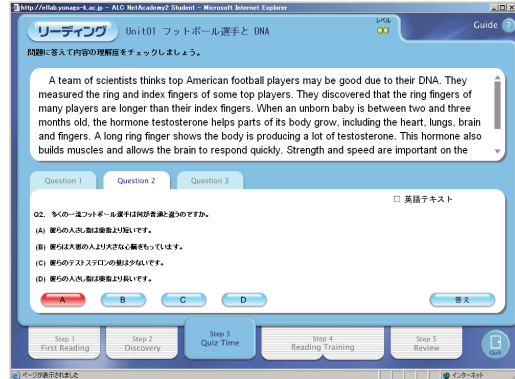 http://ellab.yonago-k.ac.jp - ALC NetAcademy2 Student - Microsoft Internet Explorer
リーディング Unit01 フットボール選手と DNA
レベル
Guide ?
問題に答えて内容の理解度をチェックしましょう。
A team of scientists thinks top American football players may be good due to their DNA. They
measured the ring and index fingers of some top players. They discovered that the ring fingers of
many players are longer than their index fingers. When an unborn baby is between two and three
months old, the hormone testosterone helps parts of its body grow, including the heart, lungs, brain
and fingers. A long ring finger shows the body is producing a lot of testosterone. This hormone also
builds muscles and allows the brain to respond quickly. Strength and speed are important on the
Question 1 Question 2 Question 3
英語テキスト
Q2. 多くの一流フットボール選手は何が普通と違うのですか。
(A) 彼らの人さし指は薬指より短いです。
(B) 彼らは大抵の人より大きな心臓をもっています。
(C) 彼らのテストステロンの量は少ないです。
(D) 彼らの人さし指は薬指より長いです。
A B C D 答え
Step 1 Step 2 Step 3 Step 4 Step 5
First Reading Discovery Quiz Time Reading Training Review
Quit
ページが表示されました インターネット